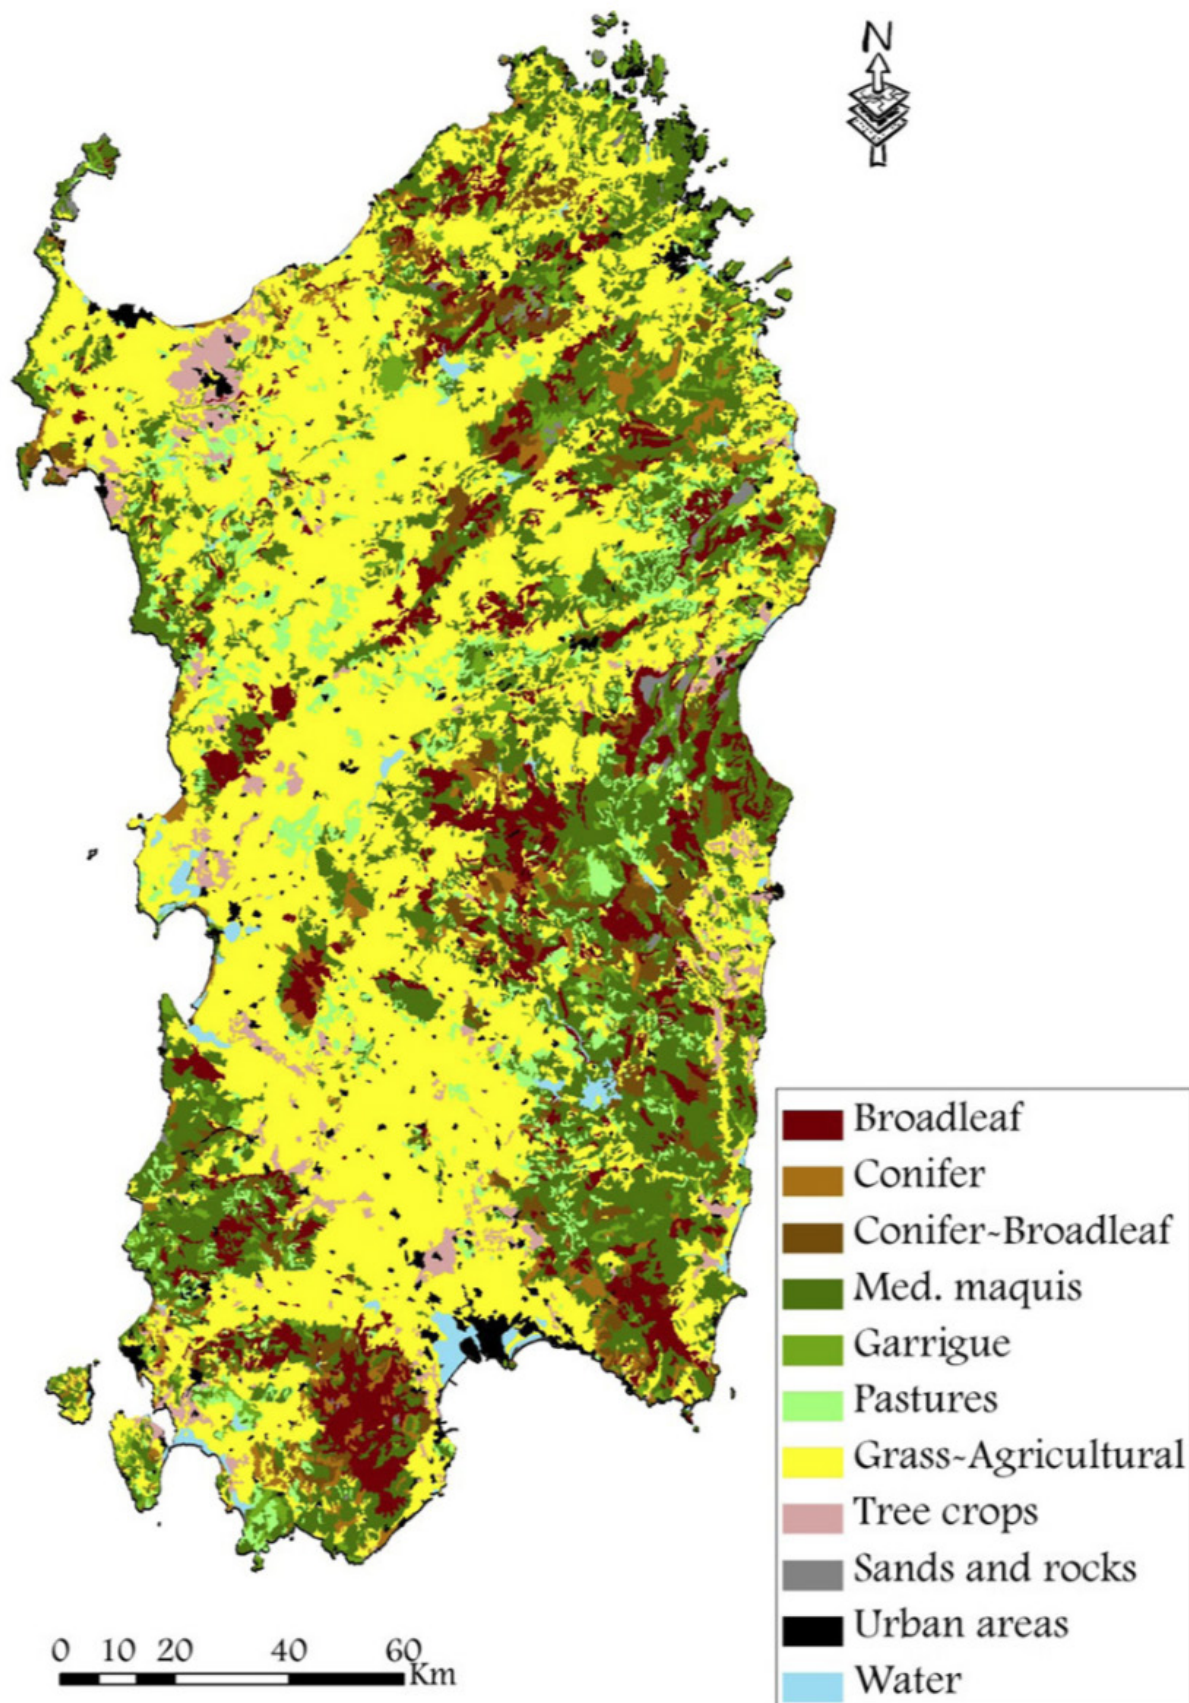 N
Broadleaf
Conifer
Conifer-Broadleaf
Med. maquis
Garrigue
Pastures
Grass-Agricultural
Tree crops
Sands and rocks
Urban areas
Water
0 10 20 40 60
Km